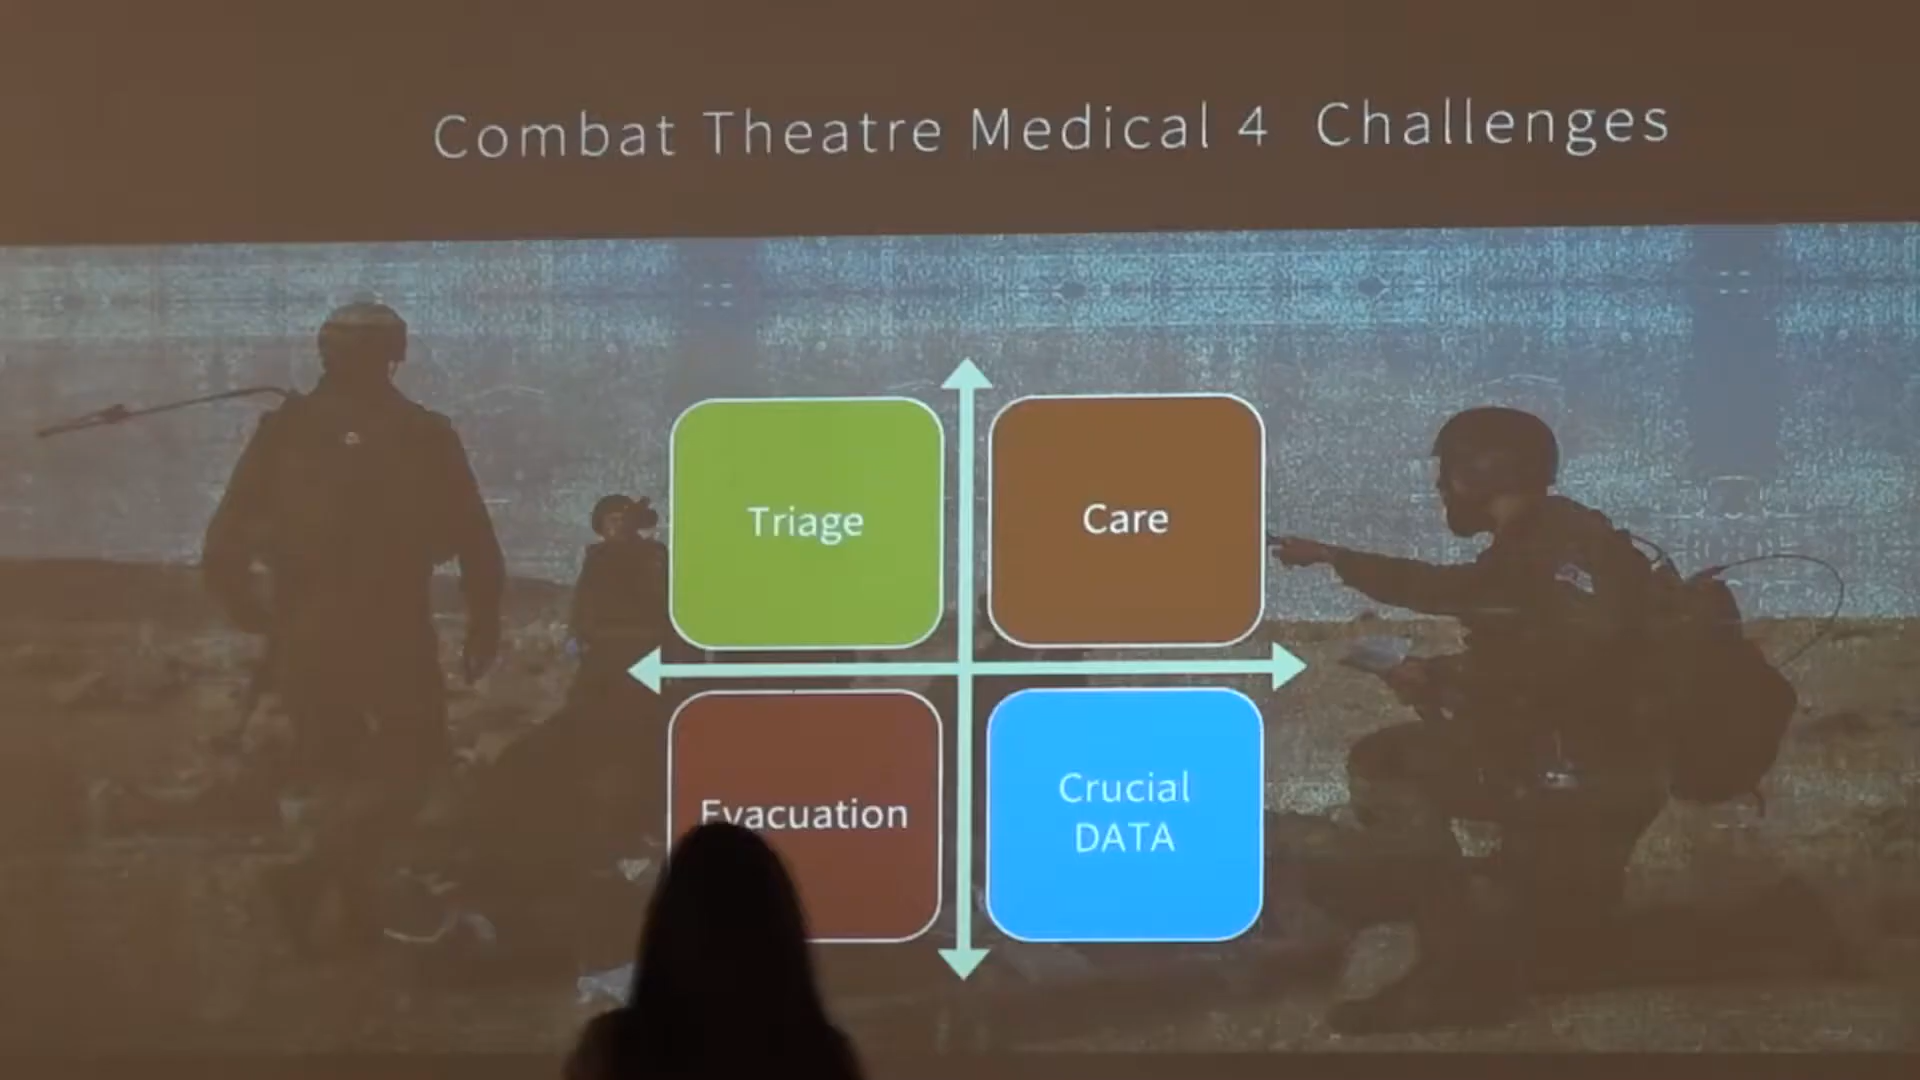 Combat Theatre Medical 4 Challenges
Triage
Care
Evacuation
Crucial
DATA